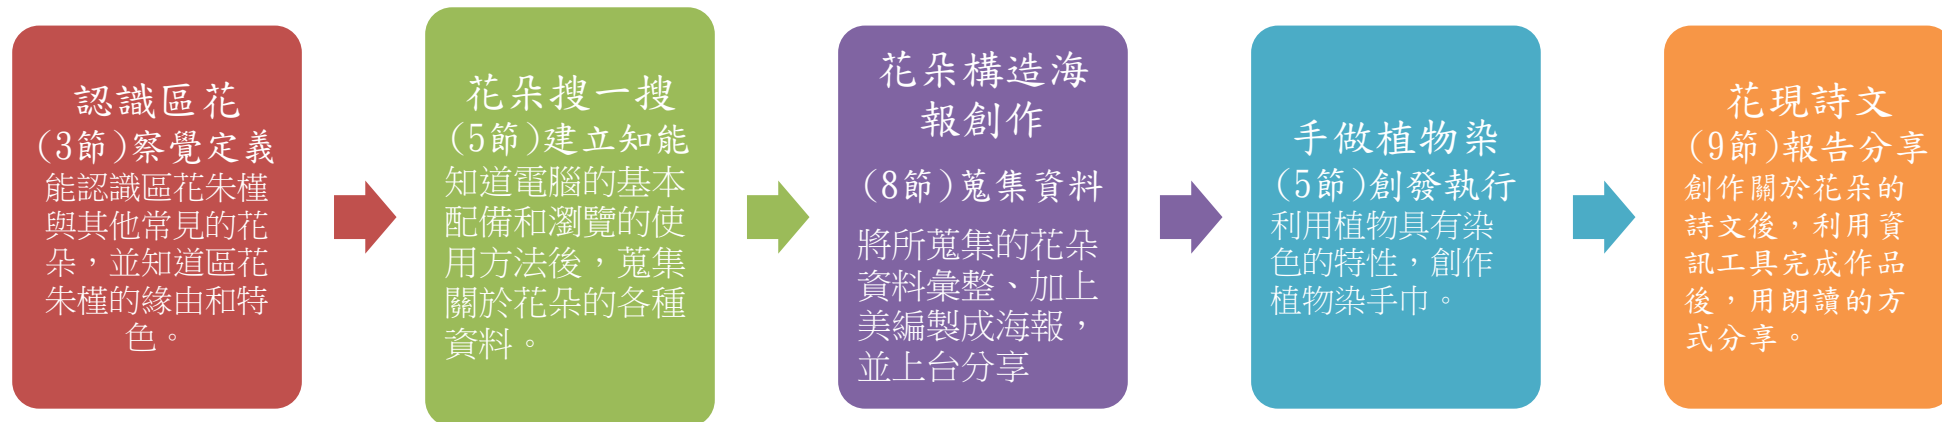 認識區花
(3節)察覺定義
能認識區花朱槿
與其他常見的花
朵，並知道區花
朱槿的緣由和特
色。
花朵搜一搜
(5節)建立知能
知道電腦的基本
配備和瀏覽的使
用方法後，蒐集
關於花朵的各種
資料。
花朵構造海
報創作
(8節)蒐集資料
將所蒐集的花朵
資料彙整、加上
美編製成海報，
並上台分享
手做植物染
(5節)創發執行
利用植物具有染
色的特性，創作
植物染手巾。
花現詩文
(9節)報告分享
創作關於花朵的
詩文後，利用資
訊工具完成作品
後，用朗讀的方
式分享。